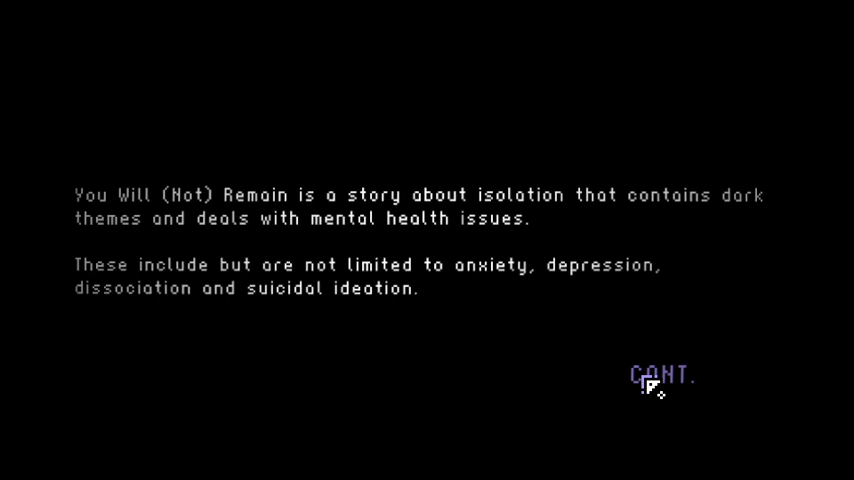 You Will (Not) Remain is a story about isolation that contains dark
themes and deals with mental health issues.
These include but are not limited to anxiety, depression,
dissociation and suicidal ideation.
CONT.